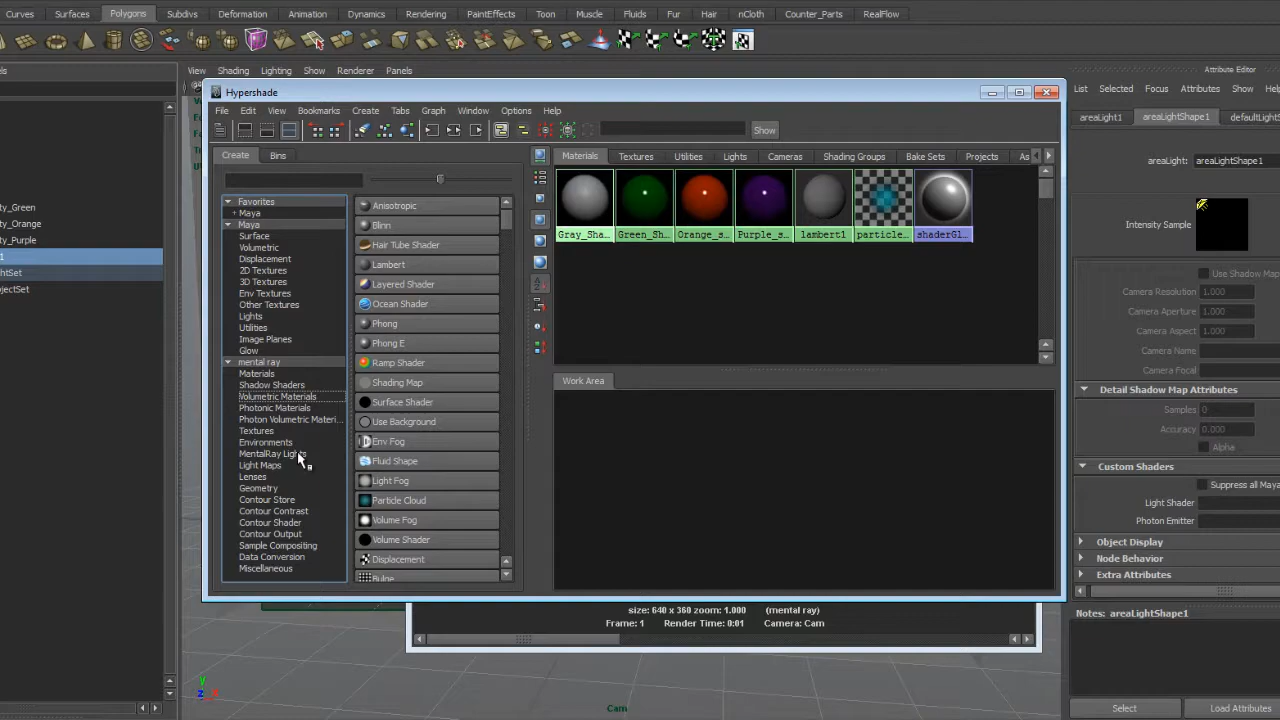 Curves Surfaces Polygons Subdivs Deformation Animation Dynamics Rendering PaintEffects Toon Muscle Fluids Fur Hair nCloth Counter_Parts RealFlow
View Shading Lighting Show Renderer Panels
Attribute Editor
List Selected Focus Attributes Show
areaLight1 areaLightShape1
areaLight: areaLightShape1
Intensity Sample
Use Shadow Map
Camera Resolution 1.000
Camera Aperture 1.000
Camera Aspect 1.000
Camera Focal
Detail Shadow Map Attributes
Samples 0
Accuracy 0.000
Alpha
Custom Shaders
Light Shader
Photon Emitter
Object Display
Node Behavior
Extra Attributes
Notes: areaLightShape1
Select Load Attributes
Hypershade
File Edit View Bookmarks Create Tabs Graph Window Options Help
Show
Create Bins
Favorites
+ Maya
Maya
Surface
Volumetric
Displacement
2D Textures
3D Textures
Env Textures
Other Textures
Lights
Utilities
Image Planes
Glow
mental ray
Materials
Shadow Shaders
Volumetric Materials
Photonic Materials
Photon Volumetric Materi...
Textures
Environments
MentalRay Lights
Light Maps
Lenses
Geometry
Contour Store
Contour Contrast
Contour Shader
Contour Output
Sample Compositing
Data Conversion
Miscellaneous
Anisotropic
Blinn
Hair Tube Shader
Lambert
Layered Shader
Ocean Shader
Phong
Phong E
Ramp Shader
Shading Map
Surface Shader
Use Background
Env Fog
Fluid Shape
Light Fog
Particle Cloud
Volume Fog
Volume Shader
Displacement
Bulge
Materials Textures Utilities Lights Cameras Shading Groups Bake Sets Projects As
Gray_Sha... Green_Sh... Orange_s... Purple_s... lambert1 particle... shaderGl...
Work Area
size: 640 x 360 zoom: 1.000 (mental ray)
Frame: 1 Render Time: 0:01 Camera: Cam
ty_Green
ty_Orange
ty_Purple
y
z x
Cam